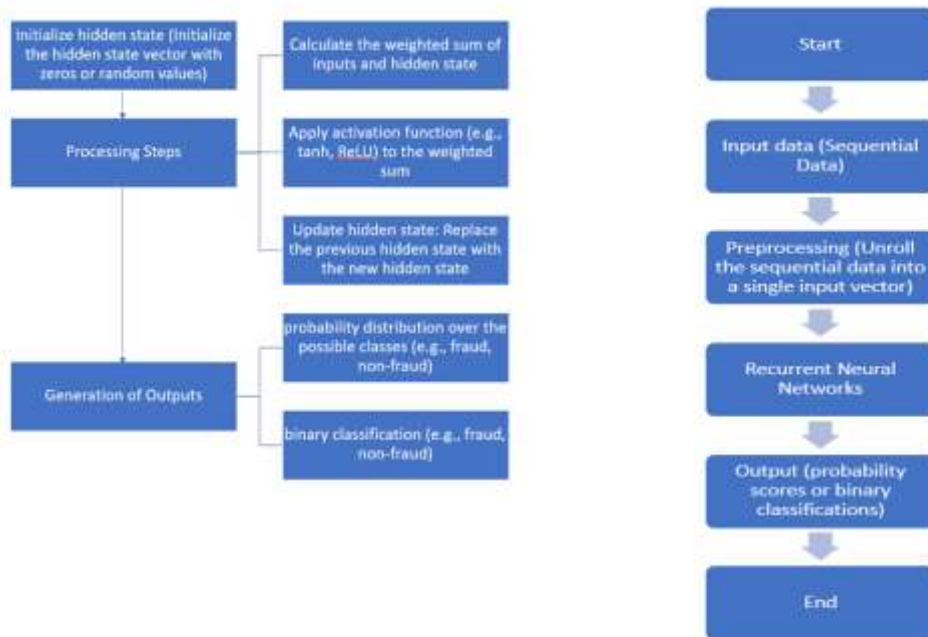 Initialize hidden state (Initialize
the hidden state vector with
zeros or random values)
Processing Steps
Generation of Outputs
Calculate the weighted sum of
inputs and hidden state
Apply activation function (e.g.,
tanh, ReLU) to the weighted
sum
Update hidden state: Replace
the previous hidden state with
the new hidden state
probability distribution over the
possible classes (e.g., fraud,
non-fraud)
binary classification (e.g., fraud,
non-fraud)
Start
Input data (Sequential
Data)
Preprocessing (Unroll
the sequential data into
a single input vector)
Recurrent Neural
Networks
Output (probability
scores or binary
classifications)
End